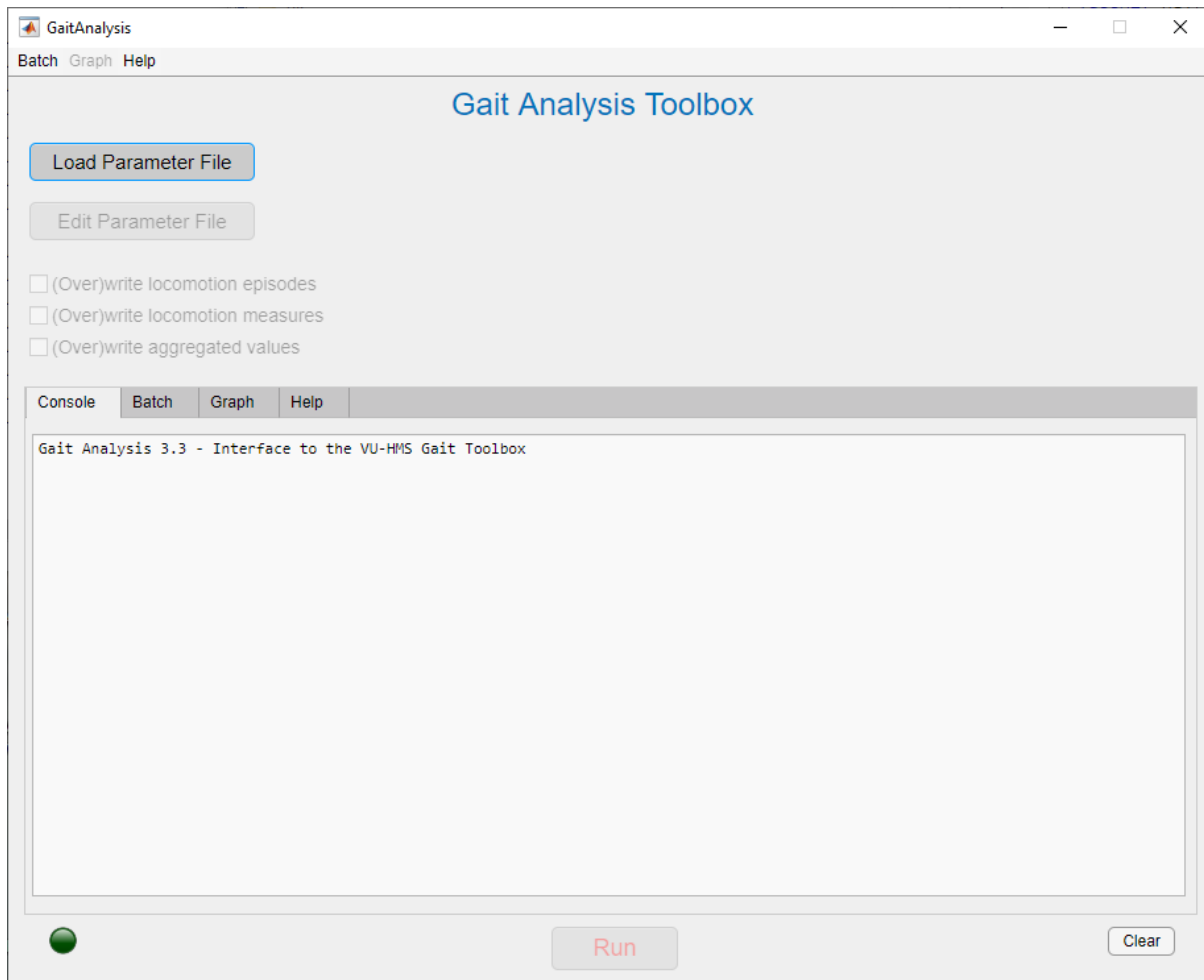 GaitAnalysis
Batch Graph Help
Gait Analysis Toolbox
Load Parameter File
Edit Parameter File
(Over)write locomotion episodes
(Over)write locomotion measures
(Over)write aggregated values
Console Batch Graph Help
Gait Analysis 3.3 - Interface to the VU-HMS Gait Toolbox
Run Clear